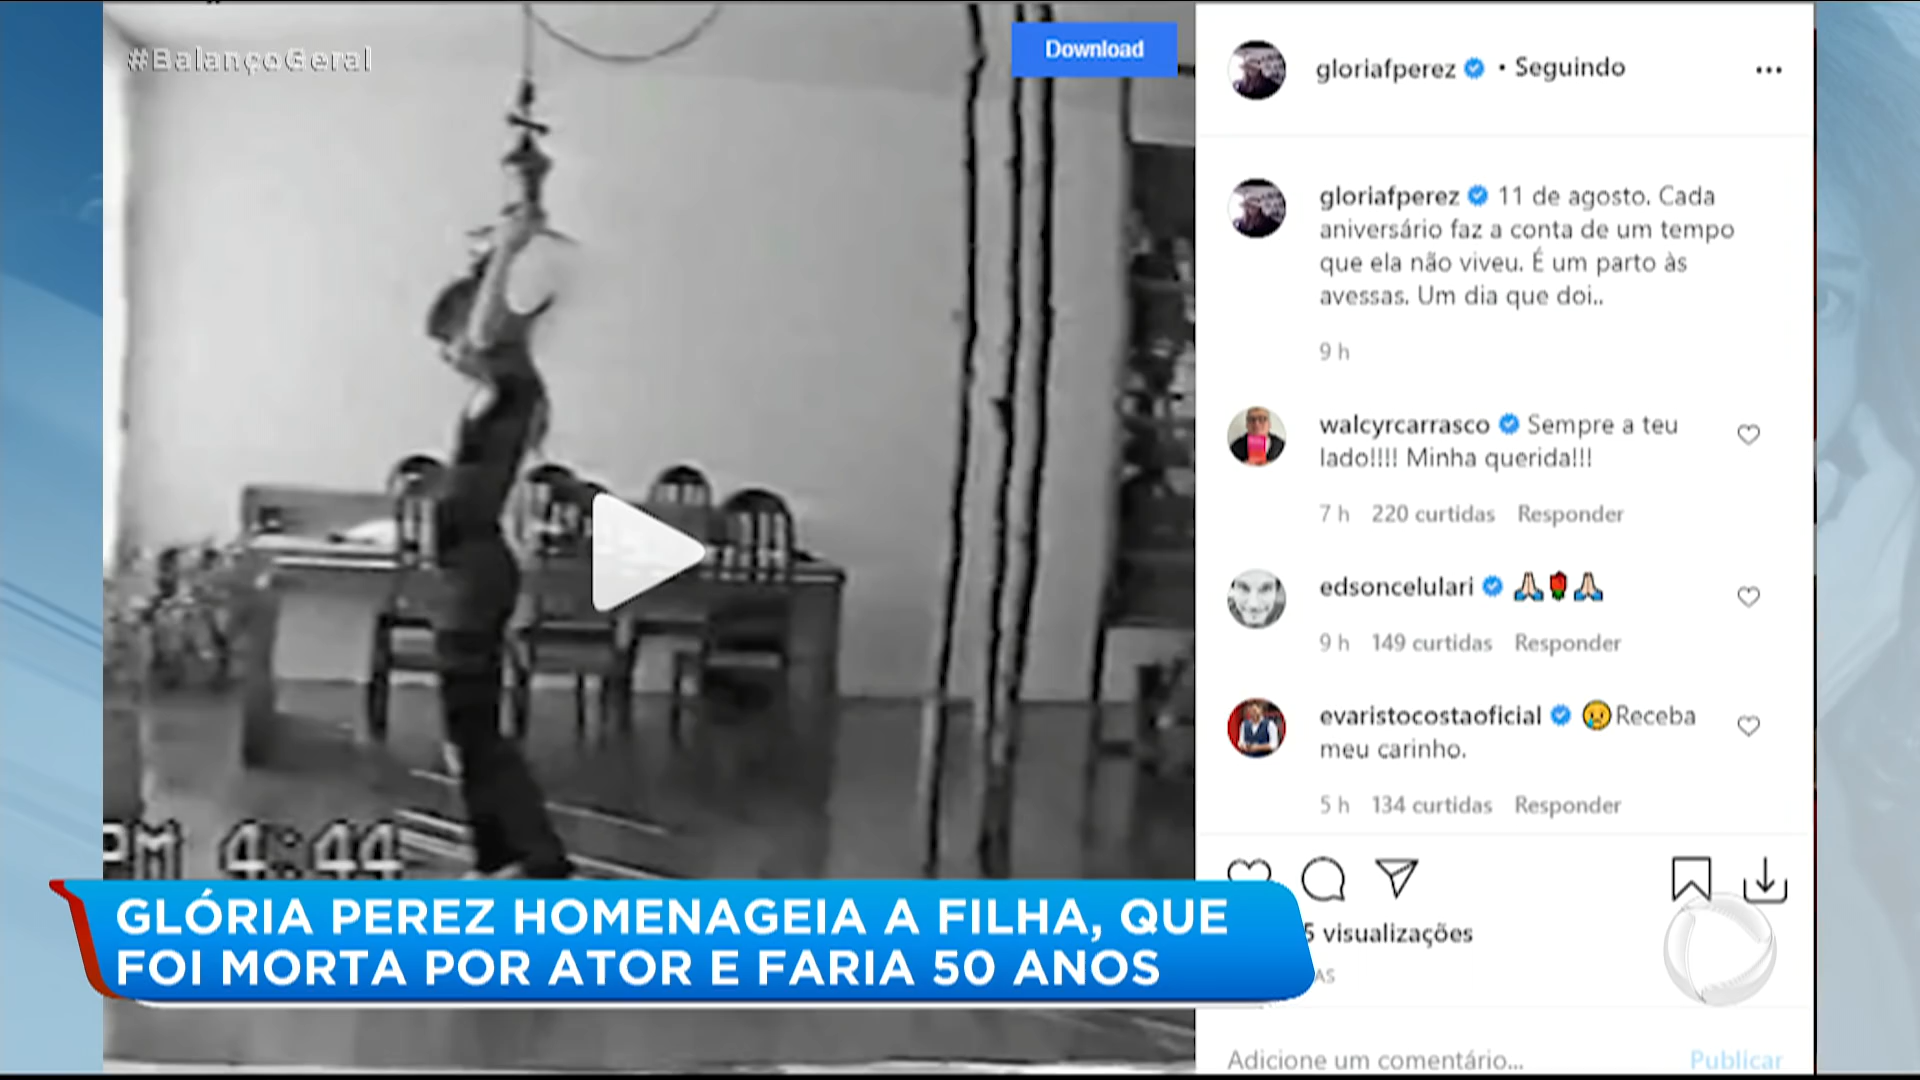 #BalançoGeral
Download
gloriafperez • Seguindo
gloriafperez 11 de agosto. Cada
aniversário faz a conta de um tempo
que ela não viveu. É um parto às
avessas. Um dia que doi..
9 h
walcyrcarrasco Sempre a teu
lado!!!! Minha querida!!!
7 h 220 curtidas Responder
edsoncelulari 🙏🏻🌹🙏🏻
9 h 149 curtidas Responder
evaristocostaoficial 😢Receba
meu carinho.
5 h 134 curtidas Responder
PM 4:44
GLÓRIA PEREZ HOMENAGEIA A FILHA, QUE
FOI MORTA POR ATOR E FARIA 50 ANOS
5 visualizações
AS
Adicione um comentário...
Publicar